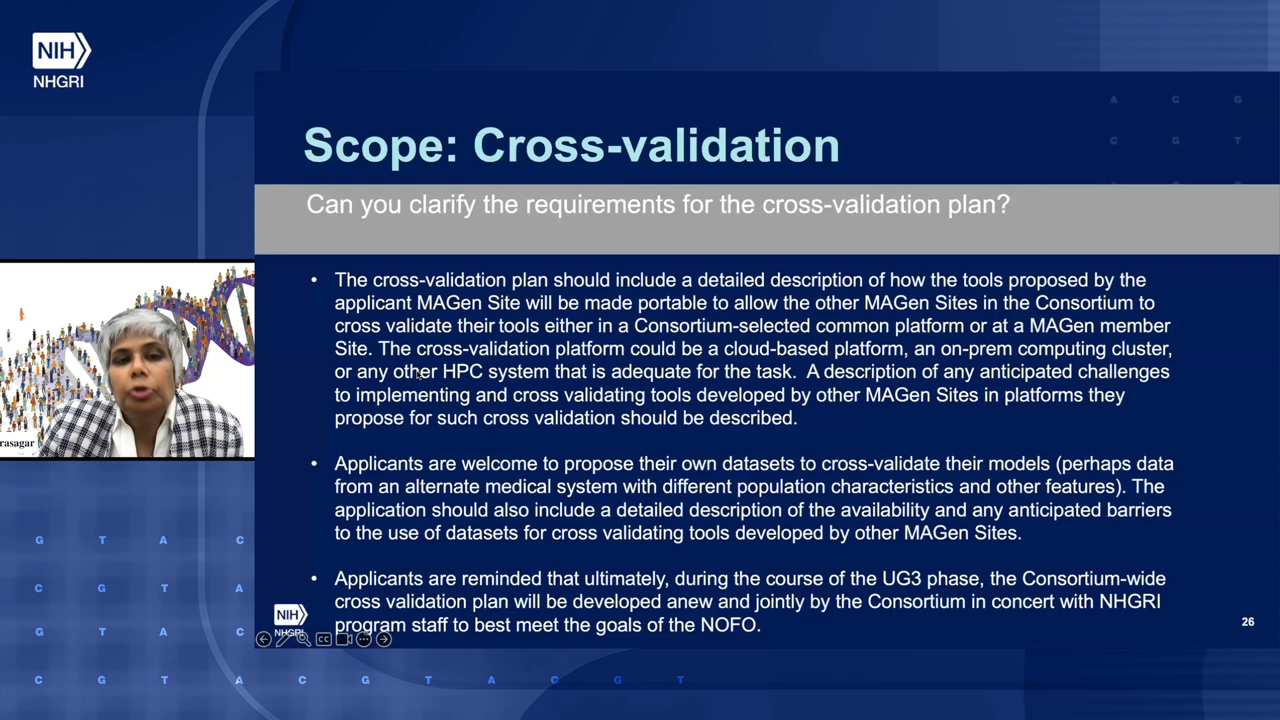 NIH
NHGRI
A C G
C G T
Scope: Cross-validation
Can you clarify the requirements for the cross-validation plan?
• The cross-validation plan should include a detailed description of how the tools proposed by the
applicant MAGen Site will be made portable to allow the other MAGen Sites in the Consortium to
cross validate their tools either in a Consortium-selected common platform or at a MAGen member
Site. The cross-validation platform could be a cloud-based platform, an on-prem computing cluster,
or any other HPC system that is adequate for the task. A description of any anticipated challenges
to implementing and cross validating tools developed by other MAGen Sites in platforms they
propose for such cross validation should be described.
• Applicants are welcome to propose their own datasets to cross-validate their models (perhaps data
from an alternate medical system with different population characteristics and other features). The
application should also include a detailed description of the availability and any anticipated barriers
to the use of datasets for cross validating tools developed by other MAGen Sites.
• Applicants are reminded that ultimately, during the course of the UG3 phase, the Consortium-wide
cross validation plan will be developed anew and jointly by the Consortium in concert with NHGRI
program staff to best meet the goals of the NOFO.
rasagar
NIH
NHGRI
CC
26
G T A C
C G T A
G T A C
C G T A C G T A C G T